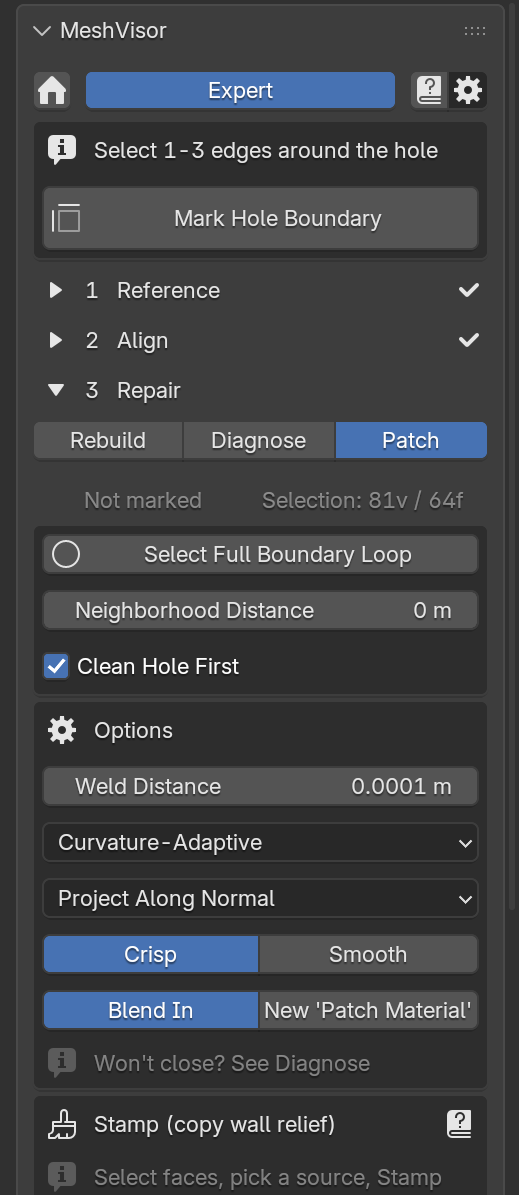 MeshVisor
Expert
Select 1-3 edges around the hole
Mark Hole Boundary
1 Reference
2 Align
3 Repair
Rebuild Diagnose Patch
Not marked Selection: 81v / 64f
Select Full Boundary Loop
Neighborhood Distance 0 m
Clean Hole First
Options
Weld Distance 0.0001 m
Curvature-Adaptive
Project Along Normal
Crisp Smooth
Blend In New 'Patch Material'
Won't close? See Diagnose
Stamp (copy wall relief)
Select faces, pick a source, Stamp